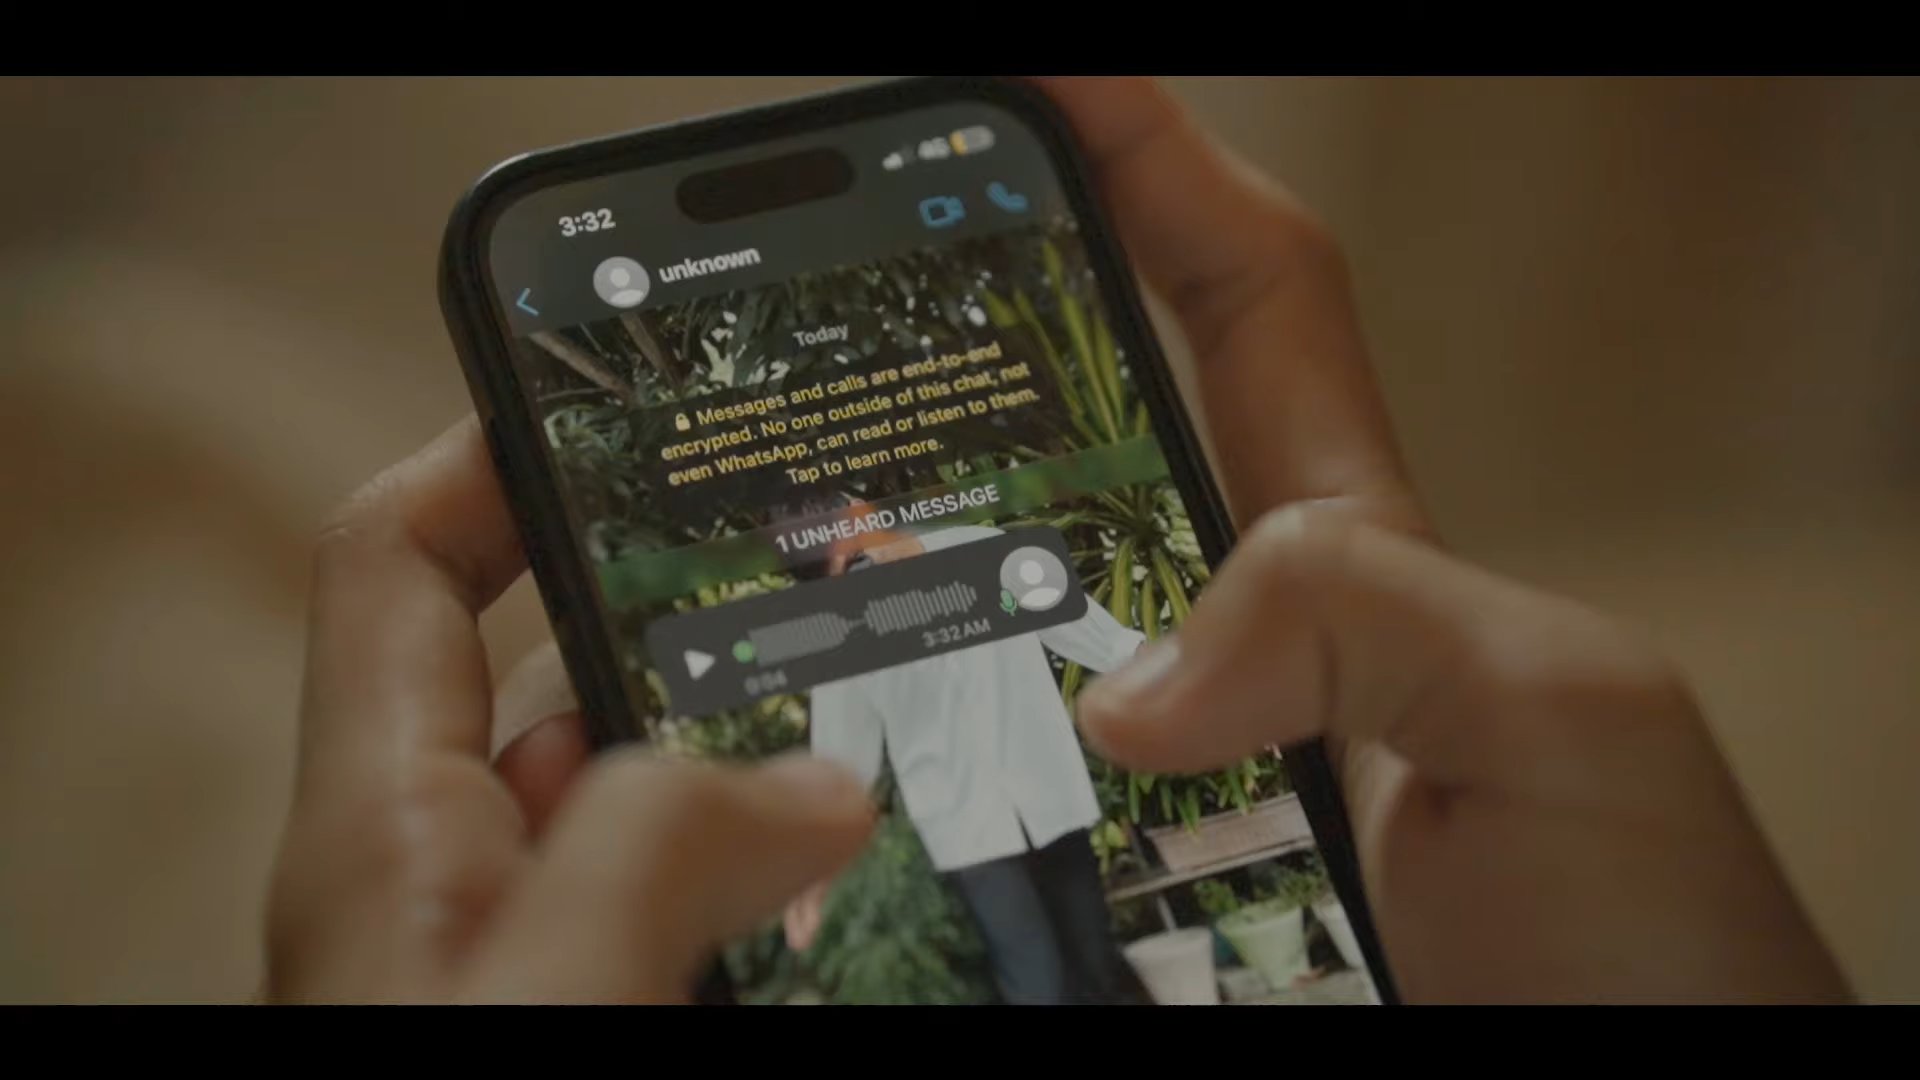 3:32
4G
unknown
Today
Messages and calls are end-to-end
encrypted. No one outside of this chat, not
even WhatsApp, can read or listen to them.
Tap to learn more.
1 UNHEARD MESSAGE
3:32 AM
0:04